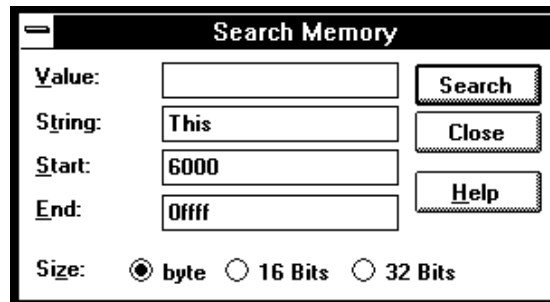 Search Memory
Value:
Search
String: This
Close
Start: 6000
Help
End: 0ffff
Size: byte 16 Bits 32 Bits